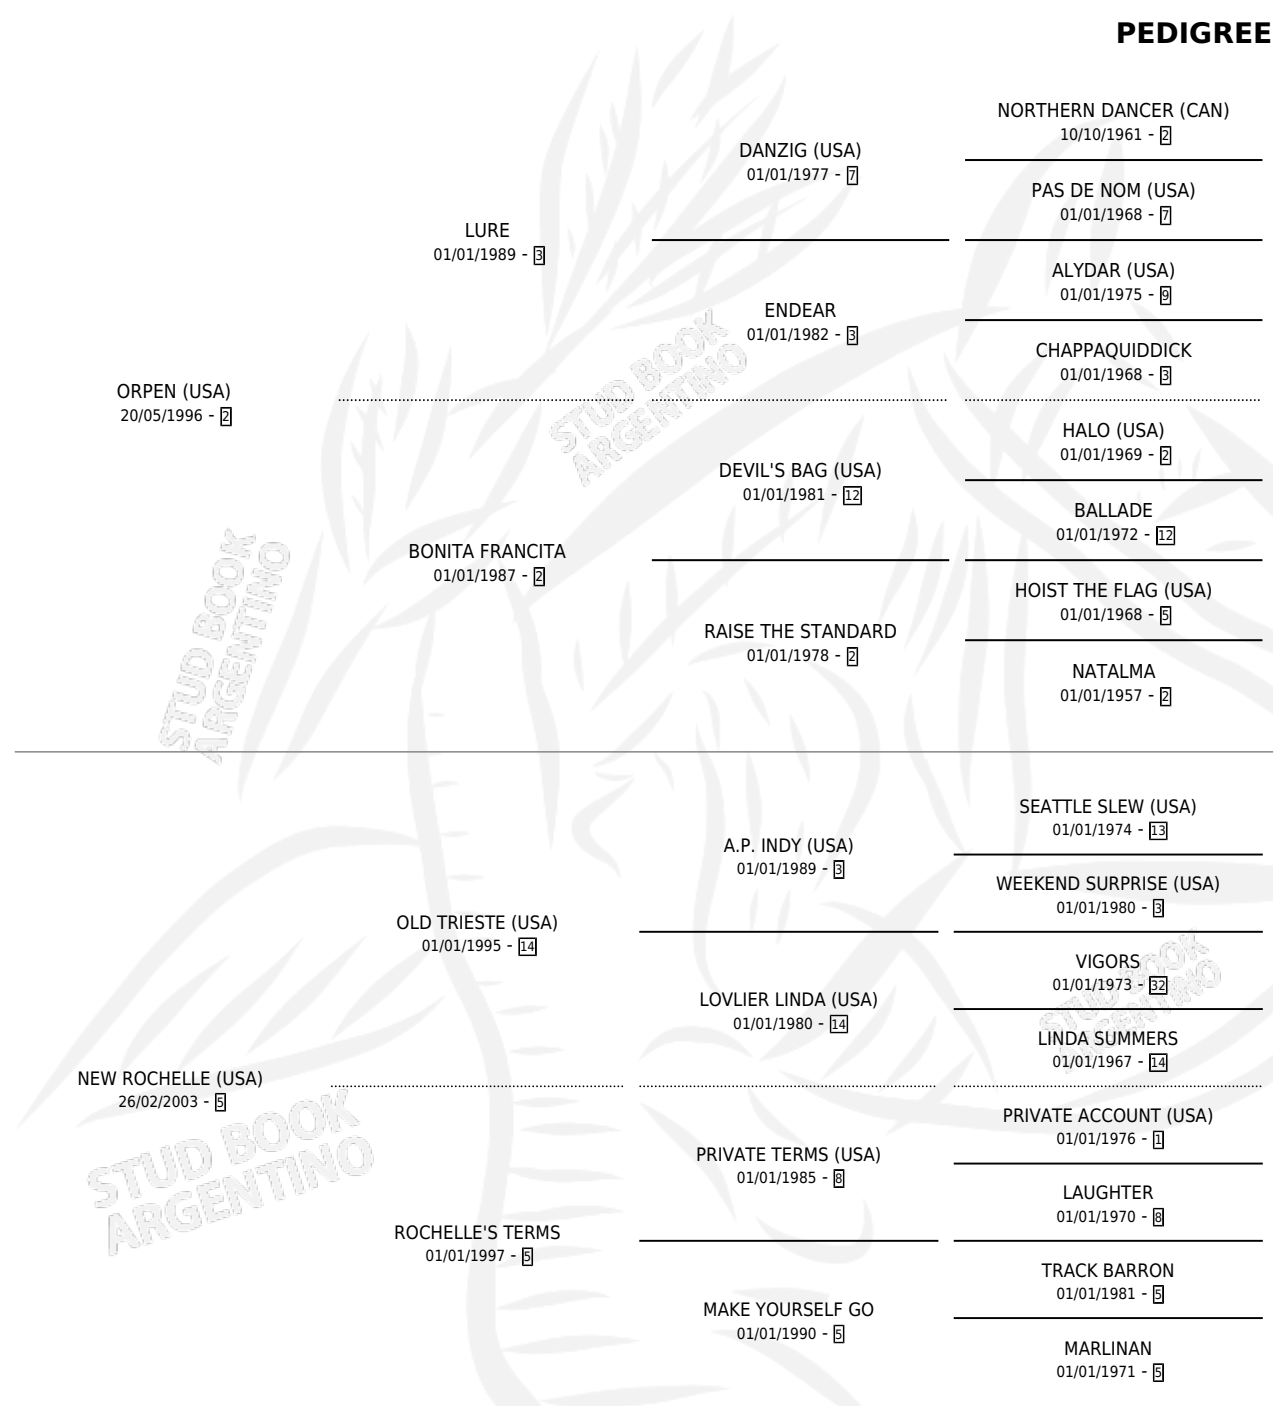 PEDIGREE
NORTHERN DANCER (CAN)
10/10/1961 - 2
DANZIG (USA)
01/01/1977 - 7
PAS DE NOM (USA)
01/01/1968 - 7
LURE
01/01/1989 - 3
ALYDAR (USA)
01/01/1975 - 9
ENDEAR
01/01/1982 - 3
CHAPPAQUIDDICK
01/01/1968 - 3
ORPEN (USA)
20/05/1996 - 2
HALO (USA)
01/01/1969 - 2
DEVIL'S BAG (USA)
01/01/1981 - 12
BALLADE
01/01/1972 - 12
BONITA FRANCITA
01/01/1987 - 2
HOIST THE FLAG (USA)
01/01/1968 - 5
RAISE THE STANDARD
01/01/1978 - 2
NATALMA
01/01/1957 - 2
SEATTLE SLEW (USA)
01/01/1974 - 13
A.P. INDY (USA)
01/01/1989 - 3
WEEKEND SURPRISE (USA)
01/01/1980 - 3
OLD TRIESTE (USA)
01/01/1995 - 14
VIGORS
01/01/1973 - 32
LOVLIER LINDA (USA)
01/01/1980 - 14
LINDA SUMMERS
01/01/1967 - 14
NEW ROCHELLE (USA)
26/02/2003 - 5
PRIVATE ACCOUNT (USA)
01/01/1976 - 1
PRIVATE TERMS (USA)
01/01/1985 - 8
LAUGHTER
01/01/1970 - 8
ROCHELLE'S TERMS
01/01/1997 - 5
TRACK BARRON
01/01/1981 - 5
MAKE YOURSELF GO
01/01/1990 - 5
MARLINAN
01/01/1971 - 5
STUD BOOK
ARGENTINO
STUD BOOK
ARGENTINO
STUD BOOK
ARGENTINO
STUD BOOK
ARGENTINO